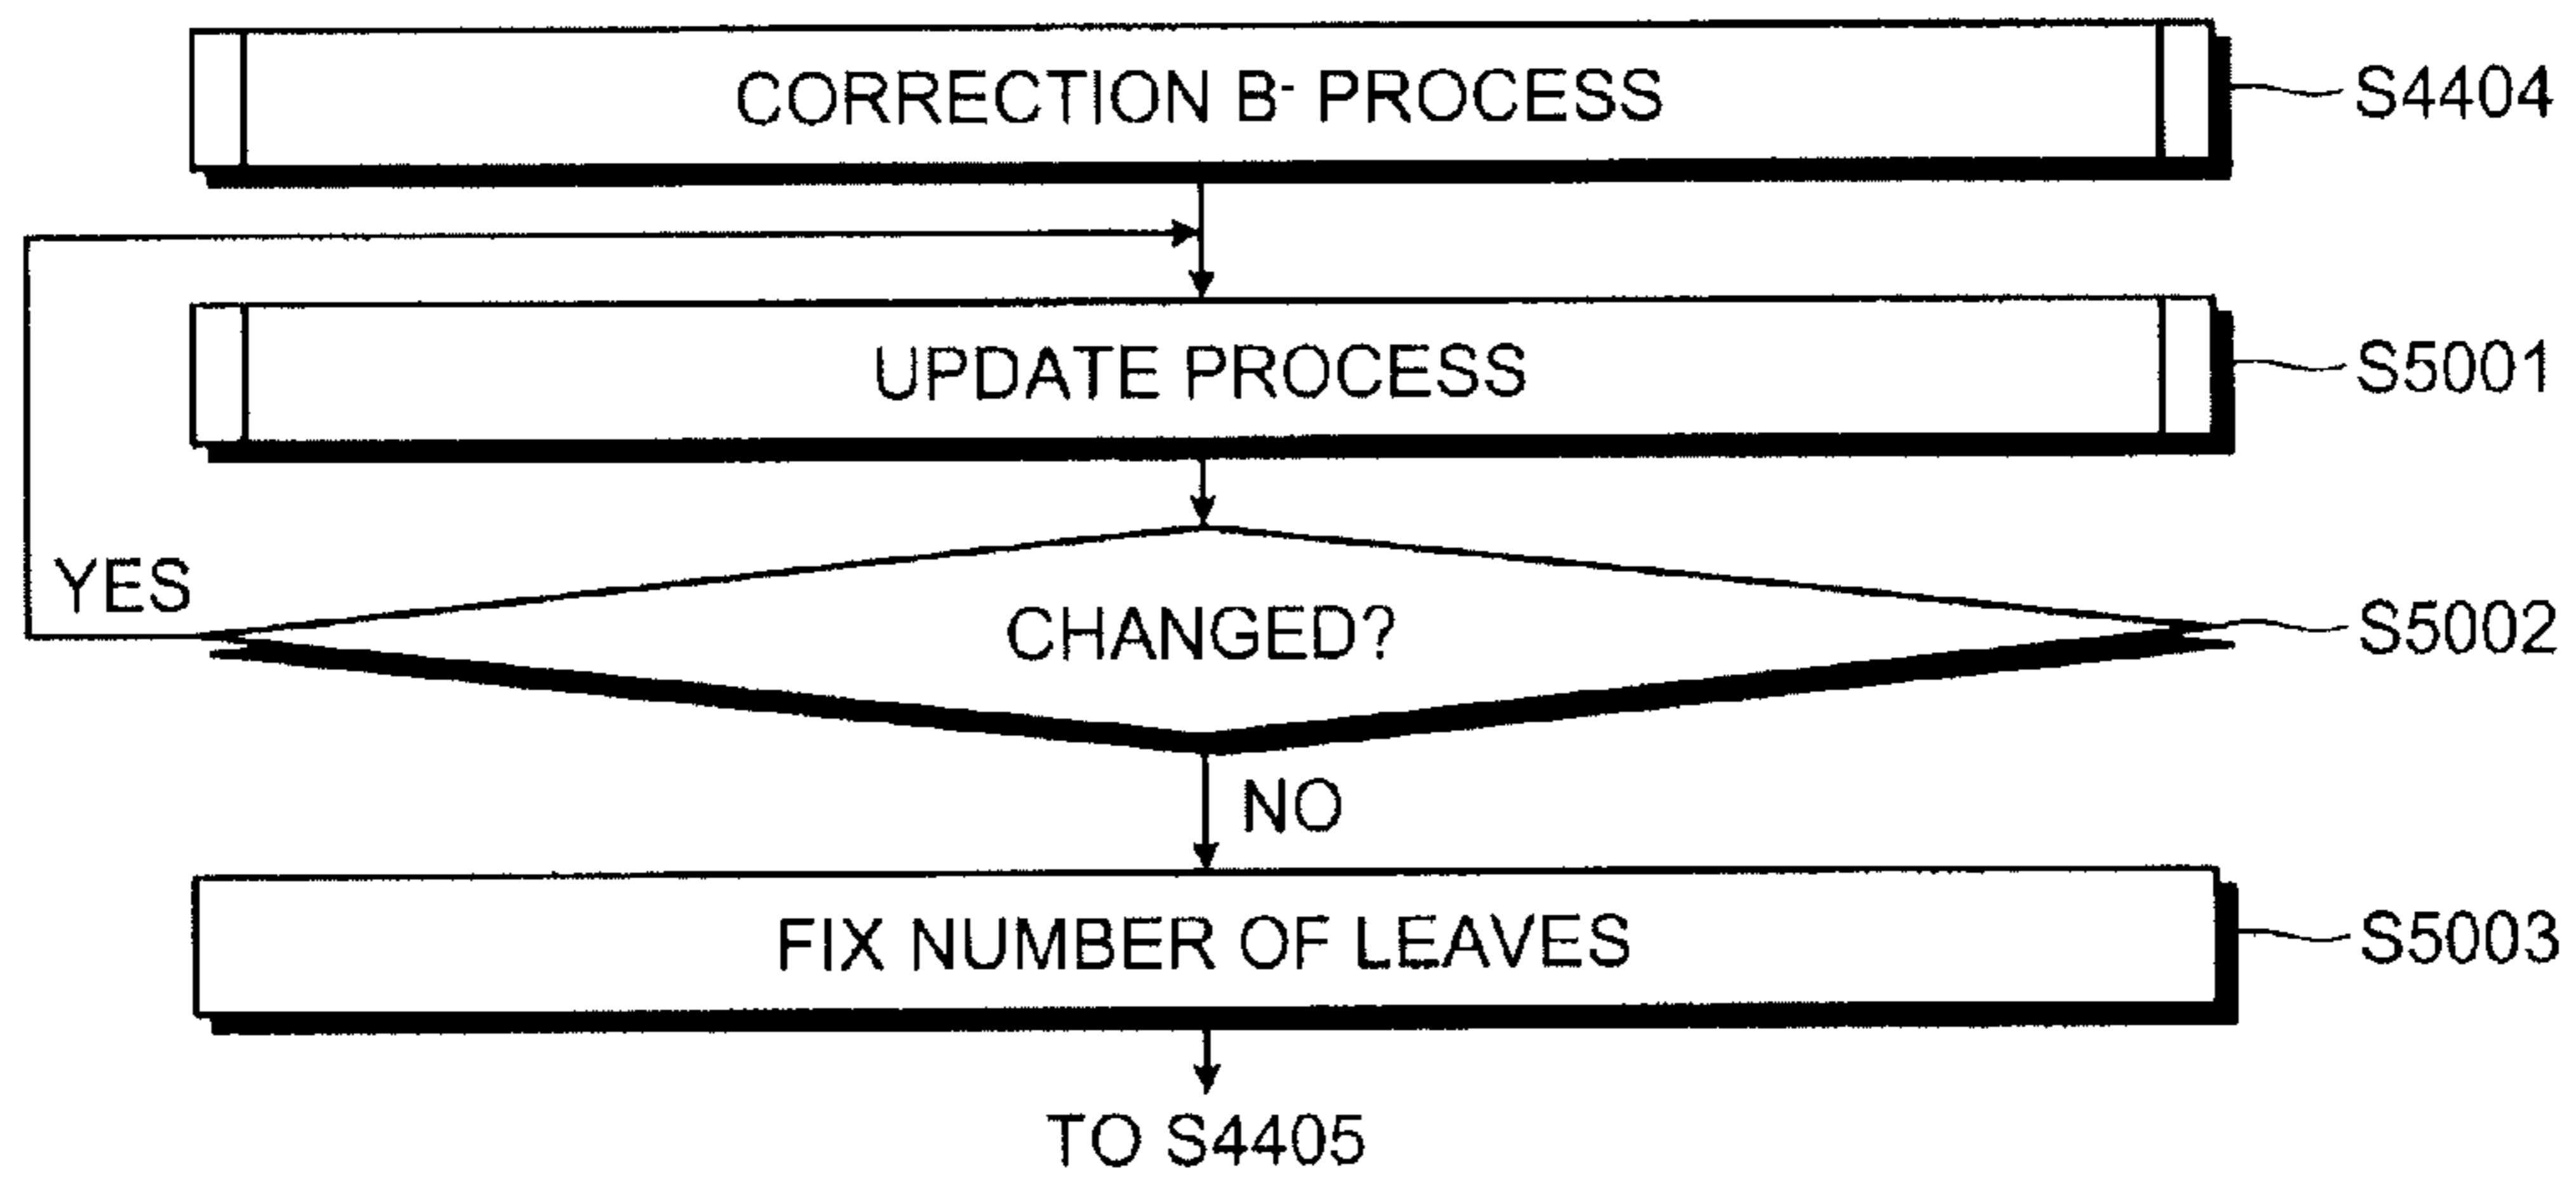 CORRECTION B- PROCESS S4404
UPDATE PROCESS S5001
YES
CHANGED? S5002
NO
FIX NUMBER OF LEAVES S5003
TO S4405